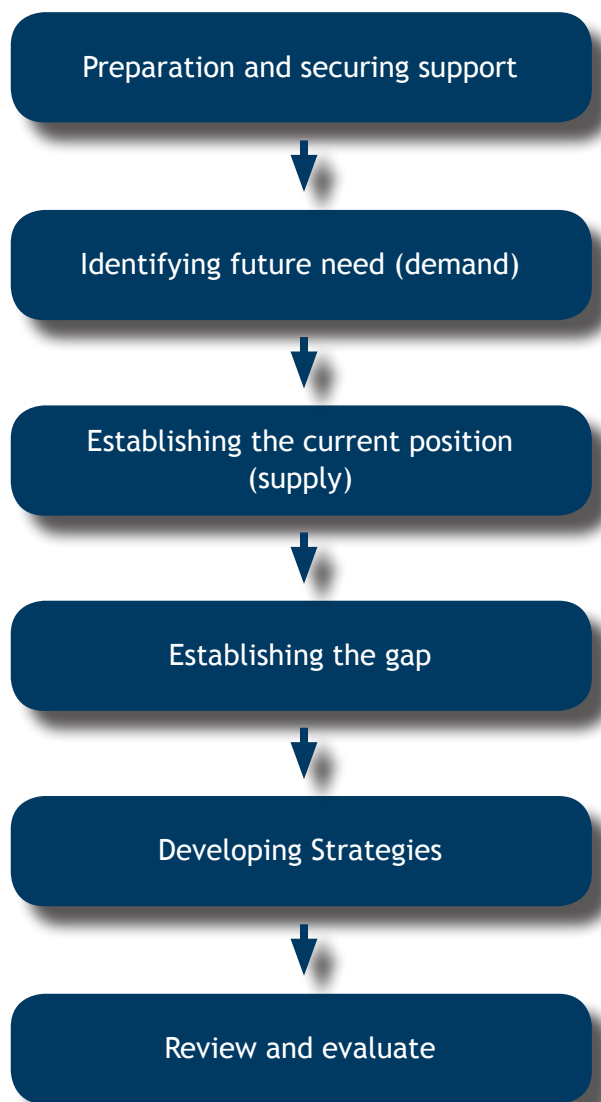 Preparation and securing support
Identifying future need (demand)
Establishing the current position
(supply)
Establishing the gap
Developing Strategies
Review and evaluate